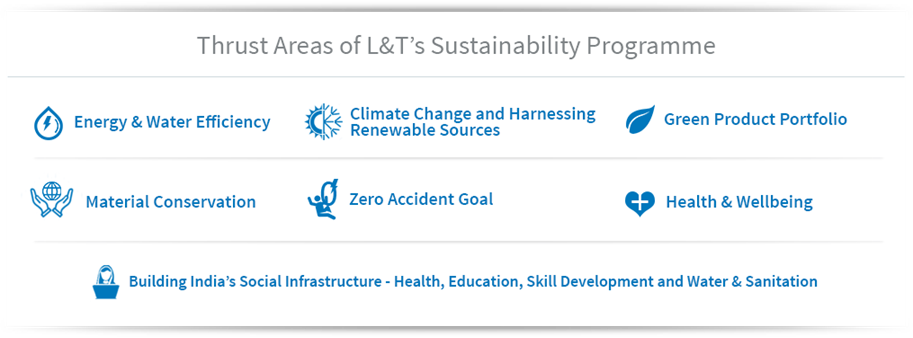 Thrust Areas of L&T's Sustainability Programme
Energy & Water Efficiency
Climate Change and Harnessing
Renewable Sources
Green Product Portfolio
Material Conservation
Zero Accident Goal
Health & Wellbeing
Building India's Social Infrastructure - Health, Education, Skill Development and Water & Sanitation